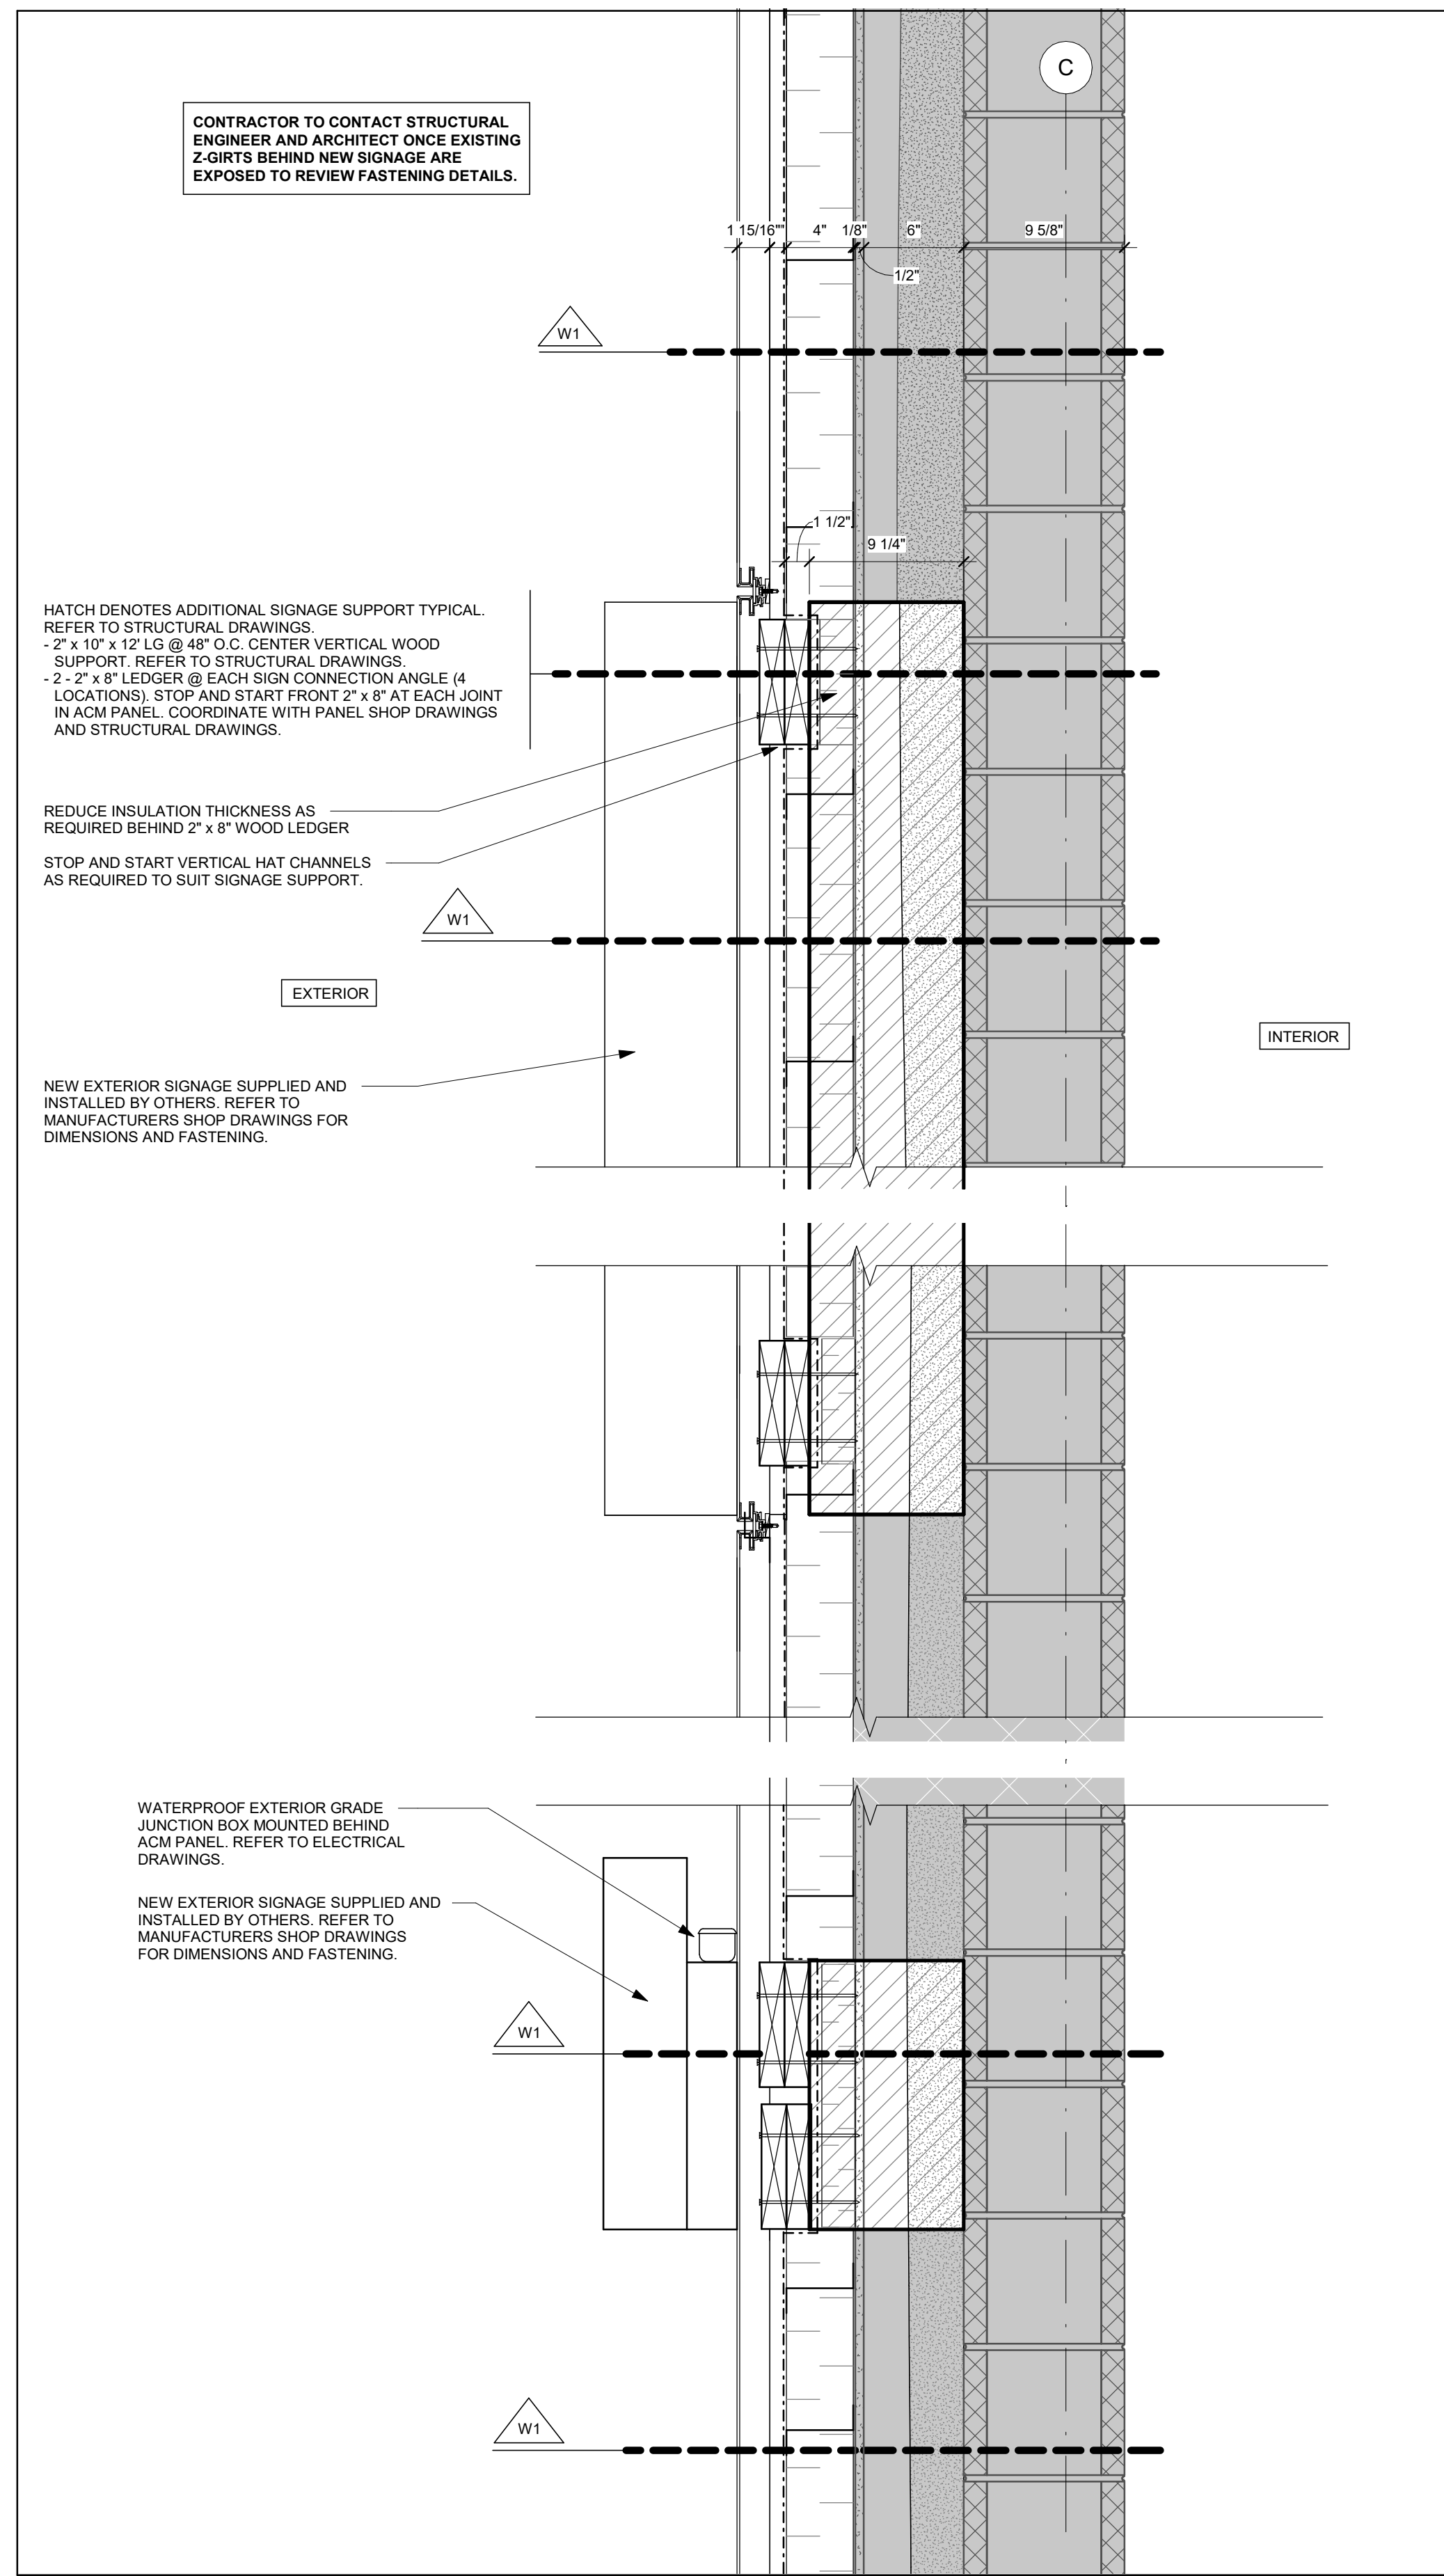 C
CONTRACTOR TO CONTACT STRUCTURAL
ENGINEER AND ARCHITECT ONCE EXISTING
Z-GIRTS BEHIND NEW SIGNAGE ARE
EXPOSED TO REVIEW FASTENING DETAILS.
1 15/16" 4" 1/8" 6" 9 5/8"
1/2"
W1
1 1/2"
9 1/4"
HATCH DENOTES ADDITIONAL SIGNAGE SUPPORT TYPICAL.
REFER TO STRUCTURAL DRAWINGS.
- 2" x 10" x 12' LG @ 48" O.C. CENTER VERTICAL WOOD
SUPPORT. REFER TO STRUCTURAL DRAWINGS.
- 2 - 2" x 8" LEDGER @ EACH SIGN CONNECTION ANGLE (4
LOCATIONS). STOP AND START FRONT 2" x 8" AT EACH JOINT
IN ACM PANEL. COORDINATE WITH PANEL SHOP DRAWINGS
AND STRUCTURAL DRAWINGS.
REDUCE INSULATION THICKNESS AS
REQUIRED BEHIND 2" x 8" WOOD LEDGER
STOP AND START VERTICAL HAT CHANNELS
AS REQUIRED TO SUIT SIGNAGE SUPPORT.
W1
EXTERIOR
INTERIOR
NEW EXTERIOR SIGNAGE SUPPLIED AND
INSTALLED BY OTHERS. REFER TO
MANUFACTURERS SHOP DRAWINGS FOR
DIMENSIONS AND FASTENING.
WATERPROOF EXTERIOR GRADE
JUNCTION BOX MOUNTED BEHIND
ACM PANEL. REFER TO ELECTRICAL
DRAWINGS.
NEW EXTERIOR SIGNAGE SUPPLIED AND
INSTALLED BY OTHERS. REFER TO
MANUFACTURERS SHOP DRAWINGS
FOR DIMENSIONS AND FASTENING.
W1
W1